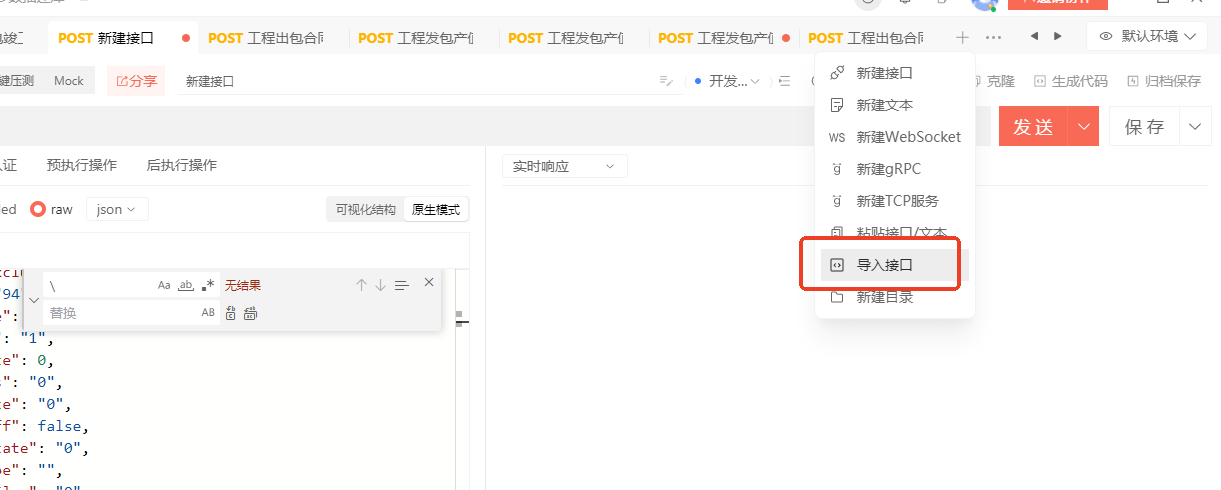 POST 新建接口
POST 工程出包合同
POST 工程发包产值
POST 工程发包产值
POST 工程发包产值
POST 工程出包合同
默认环境
键压测
Mock
分享
新建接口
开发...
克隆
生成代码
归档保存
发送
保存
认证
预执行操作
后执行操作
实时响应
raw
json
可视化结构
原生模式
\
Aa
ab
无结果
替换
AB
"94
e":
": "1",
te": 0,
s": "0",
te": "0",
ff": false,
tate": "0",
pe": "",
新建接口
新建文本
WS 新建WebSocket
g 新建gRPC
g 新建TCP服务
粘贴接口/文本
导入接口
新建目录